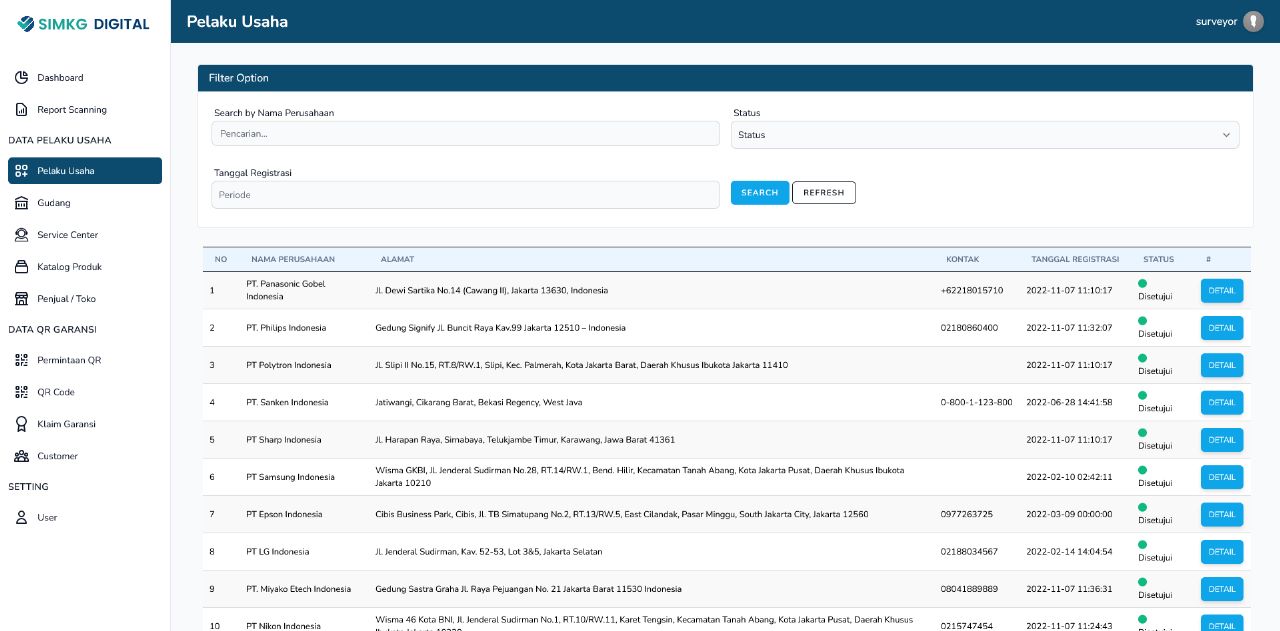 SIMKG DIGITAL
Pelaku Usaha
surveyor
Dashboard
Report Scanning
DATA PELAKU USAHA
Pelaku Usaha
Gudang
Service Center
Katalog Produk
Penjual / Toko
DATA QR GARANSI
Permintaan QR
QR Code
Klaim Garansi
Customer
SETTING
User
Filter Option
Search by Nama Perusahaan
Status
Pencarian...
Status
Tanggal Registrasi
Periode
SEARCH
REFRESH
NO NAMA PERUSAHAAN ALAMAT KONTAK TANGGAL REGISTRASI STATUS #
1 PT. Panasonic Gobel Indonesia Jl. Dewi Sartika No.14 (Cawang II), Jakarta 13630, Indonesia +62218015710 2022-11-07 11:10:17 Disetujui DETAIL
2 PT. Philips Indonesia Gedung Signify Jl. Buncit Raya Kav.99 Jakarta 12510 – Indonesia 02180860400 2022-11-07 11:32:07 Disetujui DETAIL
3 PT Polytron Indonesia JL. Slipi II No.15, RT.8/RW.1, Slipi, Kec. Palmerah, Kota Jakarta Barat, Daerah Khusus Ibukota Jakarta 11410 2022-11-07 11:10:17 Disetujui DETAIL
4 PT. Sanken Indonesia Jatiwangi, Cikarang Barat, Bekasi Regency, West Java 0-800-1-123-800 2022-06-28 14:41:58 Disetujui DETAIL
5 PT Sharp Indonesia Jl. Harapan Raya, Sirnabaya, Telukjambe Timur, Karawang, Jawa Barat 41361 2022-11-07 11:10:17 Disetujui DETAIL
6 PT Samsung Indonesia Wisma GKBI, Jl. Jenderal Sudirman No.28, RT.14/RW.1, Bend. Hilir, Kecamatan Tanah Abang, Kota Jakarta Pusat, Daerah Khusus Ibukota Jakarta 10210 2022-02-10 02:42:11 Disetujui DETAIL
7 PT Epson Indonesia Cibis Business Park, Cibis, Jl. TB Simatupang No.2, RT.13/RW.5, East Cilandak, Pasar Minggu, South Jakarta City, Jakarta 12560 0977263725 2022-03-09 00:00:00 Disetujui DETAIL
8 PT LG Indonesia Jl. Jenderal Sudirman, Kav. 52-53, Lot 3&5, Jakarta Selatan 02188034567 2022-02-14 14:04:54 Disetujui DETAIL
9 PT. Miyako Etech Indonesia Gedung Sastra Graha Jl. Raya Pejuangan No. 21 Jakarta Barat 11530 Indonesia 08041889889 2022-11-07 11:36:31 Disetujui DETAIL
10 PT Nikon Indonesia Wisma 46 Kota BNI, Jl. Jenderal Sudirman No.1, RT.10/RW.11, Karet Tengsin, Kecamatan Tanah Abang, Kota Jakarta Pusat, Daerah Khusus 0215747454 2022-11-07 11:24:43 DETAIL